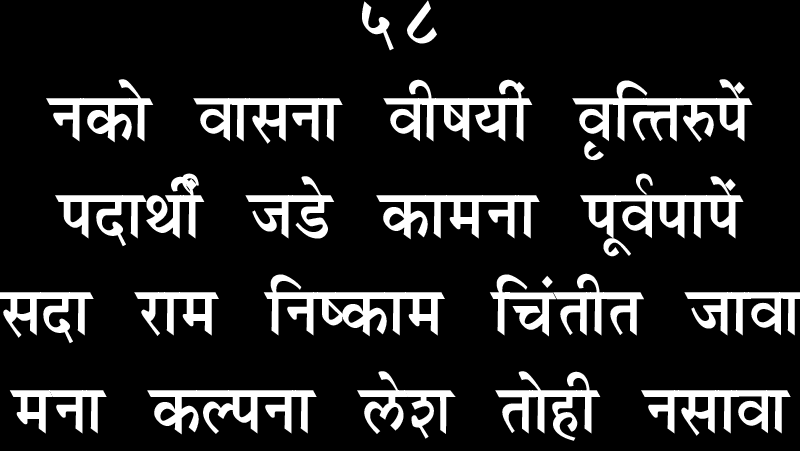 ५८
नको वासना वीषयीं वृत्तिरुपें
पदार्थीं जडे कामना पूर्वपापें
सदा राम निष्काम चिंतीत जावा
मना कल्पना लेश तोही नसावा